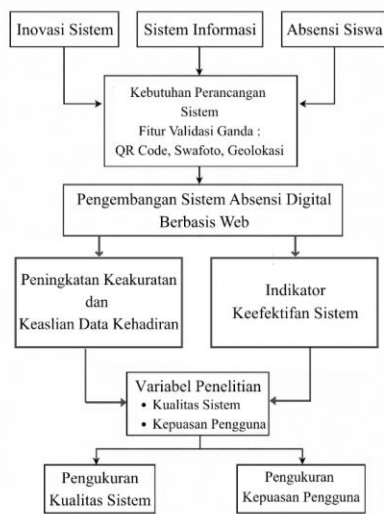 Inovasi Sistem
Sistem Informasi
Absensi Siswa
Kebutuhan Perancangan
Sistem
Fitur Validasi Ganda :
QR Code, Swafoto, Geolokasi
Pengembangan Sistem Absensi Digital
Berbasis Web
Peningkatan Keakuratan
dan
Keaslian Data Kehadiran
Indikator
Keefektifan Sistem
Variabel Penelitian
• Kualitas Sistem
• Kepuasan Pengguna
Pengukuran
Kualitas Sistem
Pengukuran
Kepuasan Pengguna